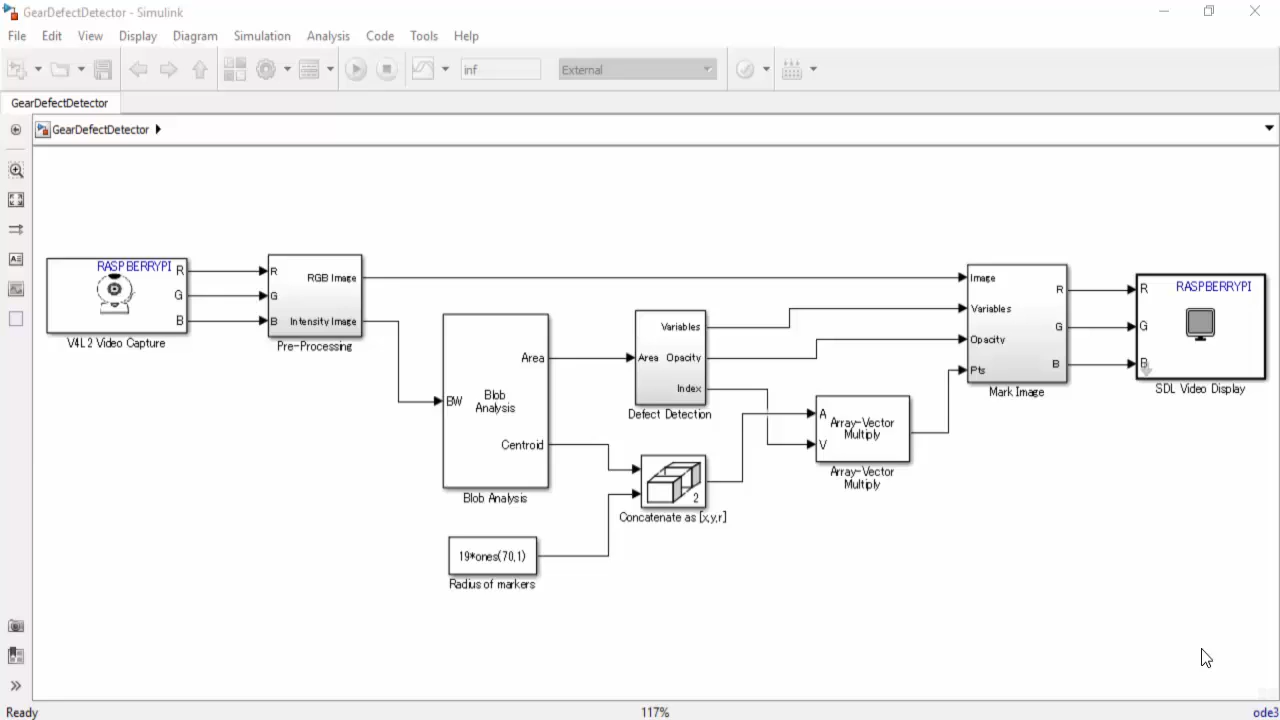 GearDefectDetector - Simulink
File Edit View Display Diagram Simulation Analysis Code Tools Help
inf
External
GearDefectDetector
GearDefectDetector
RASPBERRYPI
R
G
B
V4L2 Video Capture
R
G
B
RGB Image
Intensity Image
Pre-Processing
BW
Blob
Analysis
Area
Centroid
Blob Analysis
19*ones(70,1)
Radius of markers
Area
Variables
Opacity
Index
Defect Detection
2
Concatenate as [x,y,r]
A
V
Array-Vector
Multiply
Array-Vector
Multiply
Image
Variables
Opacity
Pts
R
G
B
Mark Image
RASPBERRYPI
R
G
B
SDL Video Display
Ready
117%
ode3